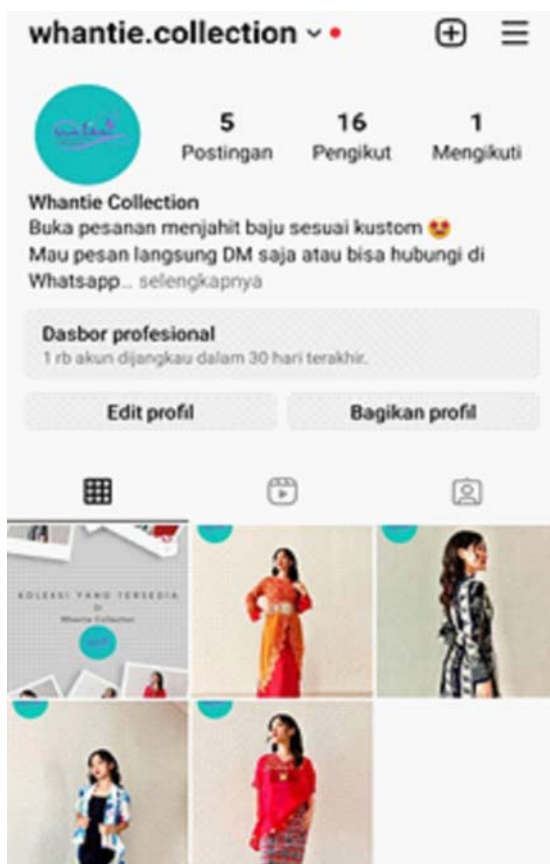 whantie.collection
5 16 1
Postingan Pengikut Mengikuti
Whantie Collection
Buka pesanan menjahit baju sesuai kustom 😍
Mau pesan langsung DM saja atau bisa hubungi di
Whatsapp... selengkapnya
Dasbor profesional
1 rb akun dijangkau dalam 30 hari terakhir.
Edit profil Bagikan profil
KOLEKSI YANG TERSEDIA
Di
Whantie Collection